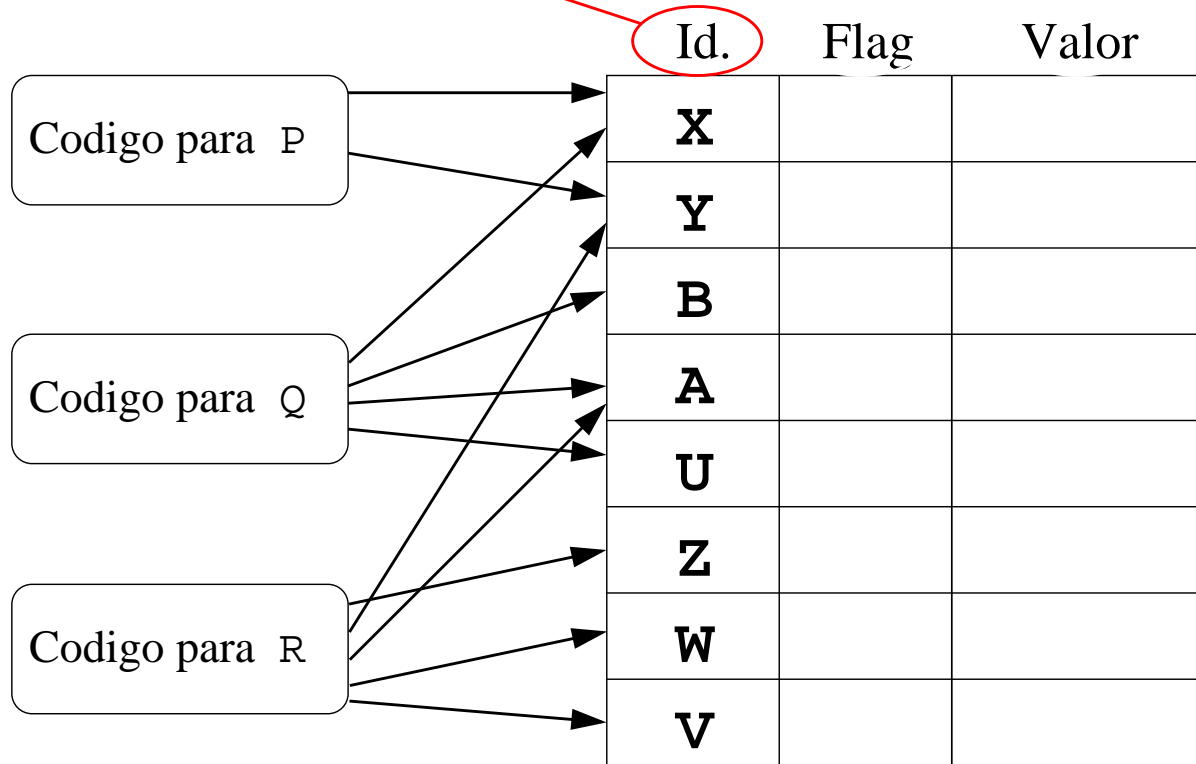 Id. Flag Valor
Codigo para P
X
Y
B
Codigo para Q
A
U
Z
Codigo para R
W
V